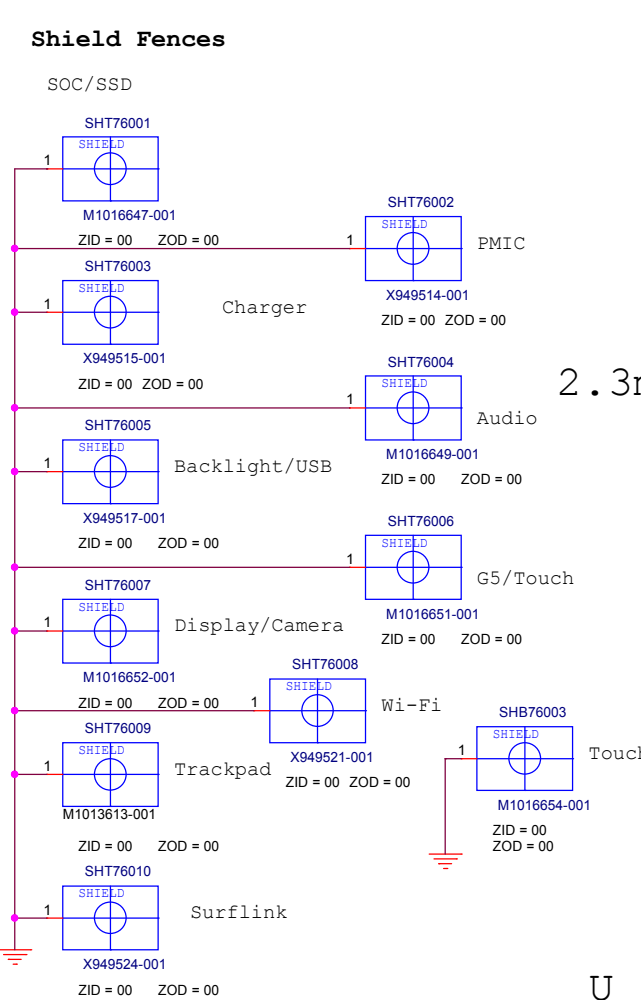 Shield Fences
SOC/SSD
SHT76001
SHIELD
1
M1016647-001
ZID = 00 ZOD = 00
SHT76002
SHIELD
1
PMIC
X949514-001
ZID = 00 ZOD = 00
SHT76003
SHIELD
1
Charger
X949515-001
ZID = 00 ZOD = 00
SHT76004
SHIELD
1
Audio
M1016649-001
ZID = 00 ZOD = 00
2.3
SHT76005
SHIELD
1
Backlight/USB
X949517-001
ZID = 00 ZOD = 00
SHT76006
SHIELD
1
G5/Touch
M1016651-001
ZID = 00 ZOD = 00
SHT76007
SHIELD
1
Display/Camera
M1016652-001
ZID = 00 ZOD = 00
SHT76008
SHIELD
1
Wi-Fi
X949521-001
ZID = 00 ZOD = 00
SHT76009
SHIELD
1
Trackpad
M1013613-001
ZID = 00 ZOD = 00
SHB76003
SHIELD
1
Touch
M1016654-001
ZID = 00
ZOD = 00
SHT76010
SHIELD
1
Surflink
X949524-001
ZID = 00 ZOD = 00
U